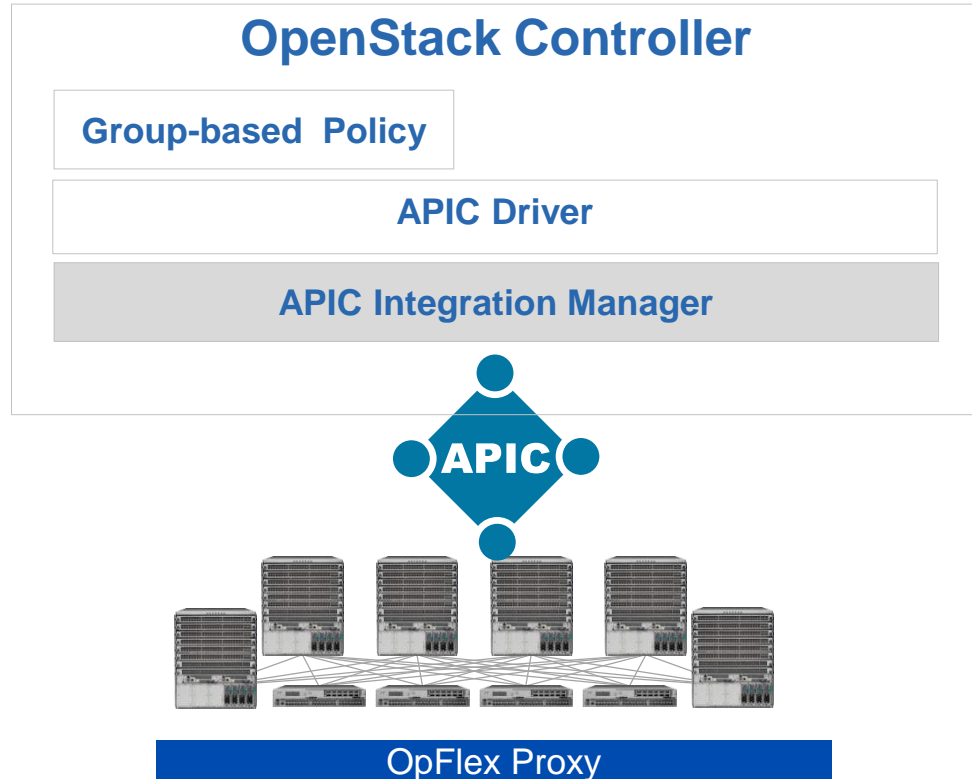 OpenStack Controller
Group-based Policy
APIC Driver
APIC Integration Manager
APIC
OpFlex Proxy